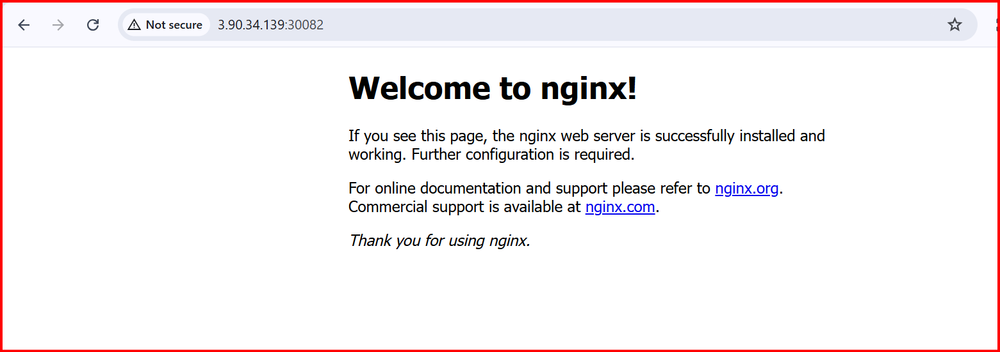 Not secure 3.90.34.139:30082
Welcome to nginx!
If you see this page, the nginx web server is successfully installed and
working. Further configuration is required.
For online documentation and support please refer to nginx.org.
Commercial support is available at nginx.com.
Thank you for using nginx.